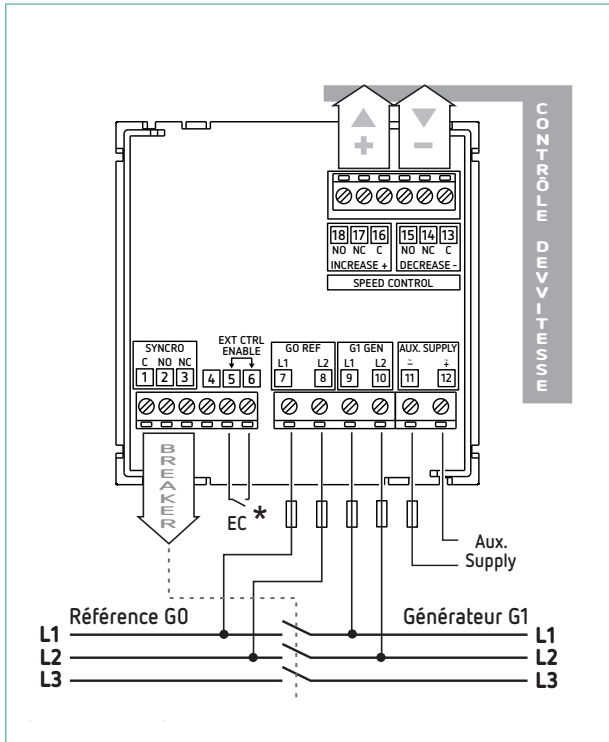 + −
CONTRÔLE DEVVITESSE
18 17 16 15 14 13
NO NC C NO NC C
INCREASE + DECREASE -
SPEED CONTROL
SYNCRO
C NO NC
1 2 3
4 5 6
EXT CTRL
ENABLE
G0 REF
L1 L2
7 8
G1 GEN
L1 L2
9 10
AUX. SUPPLY
~ ~
− +
11 12
BREAKER
EC *
Aux.
Supply
Référence G0 Générateur G1
L1 L1
L2 L2
L3 L3